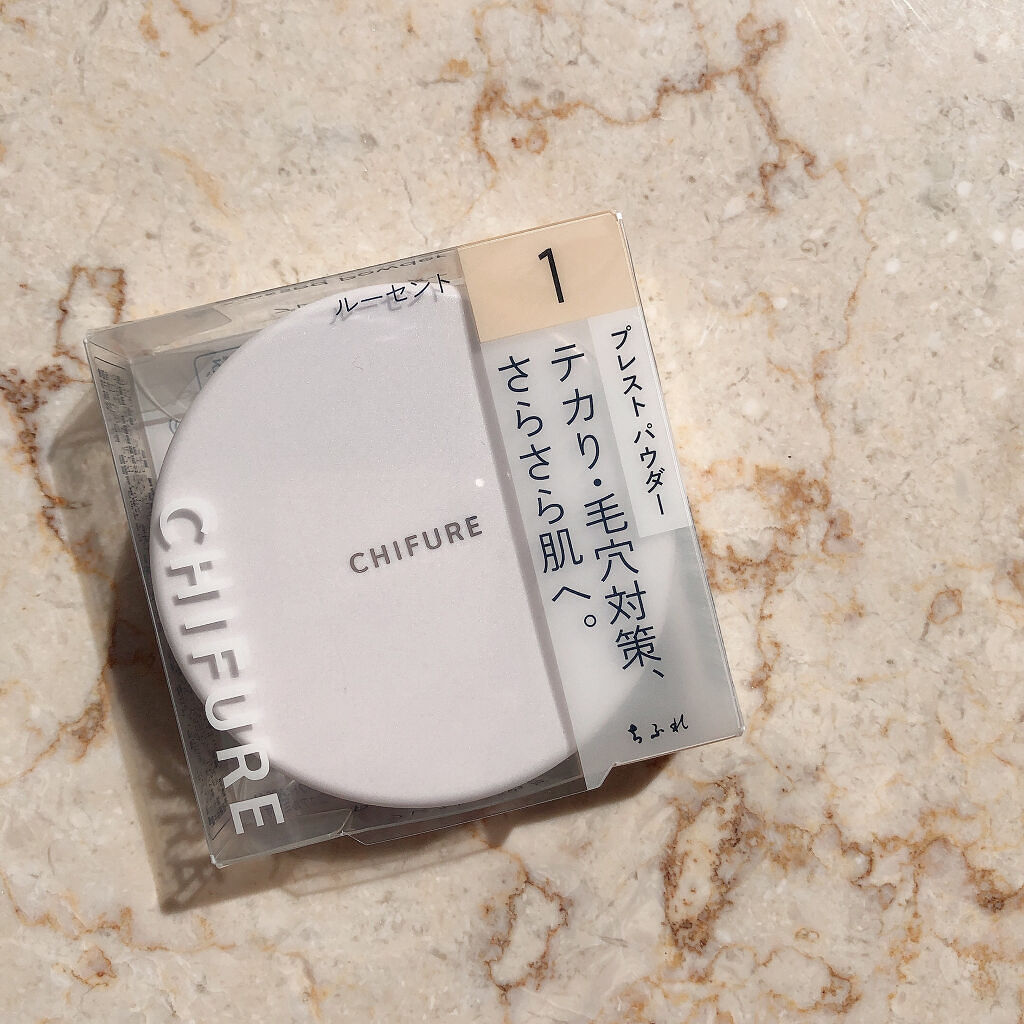 1
ルーセント
プレスト パウダー
テカリ・毛穴対策、
さらさら肌へ。
CHIFURE
CHIFURE
ちふれ